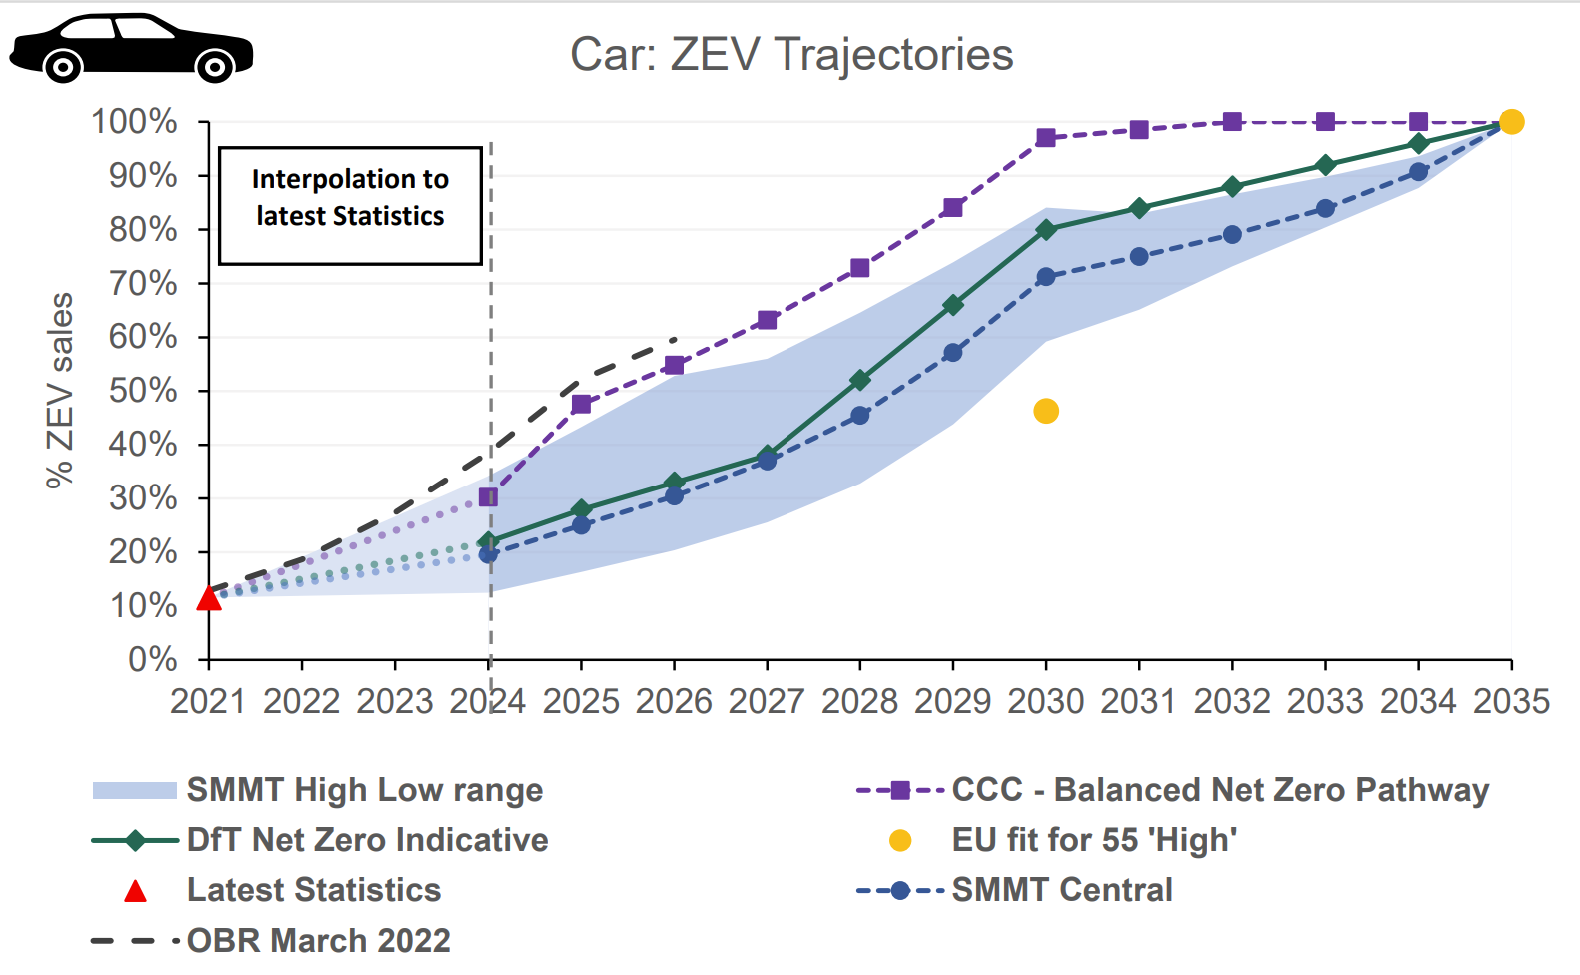 Car: ZEV Trajectories
100%
90%
80%
70%
60%
50%
40%
30%
20%
10%
0%
% ZEV sales
Interpolation to
latest Statistics
2021 2022 2023 2024 2025 2026 2027 2028 2029 2030 2031 2032 2033 2034 2035
SMMT High Low range
CCC - Balanced Net Zero Pathway
DfT Net Zero Indicative
EU fit for 55 'High'
Latest Statistics
SMMT Central
OBR March 2022